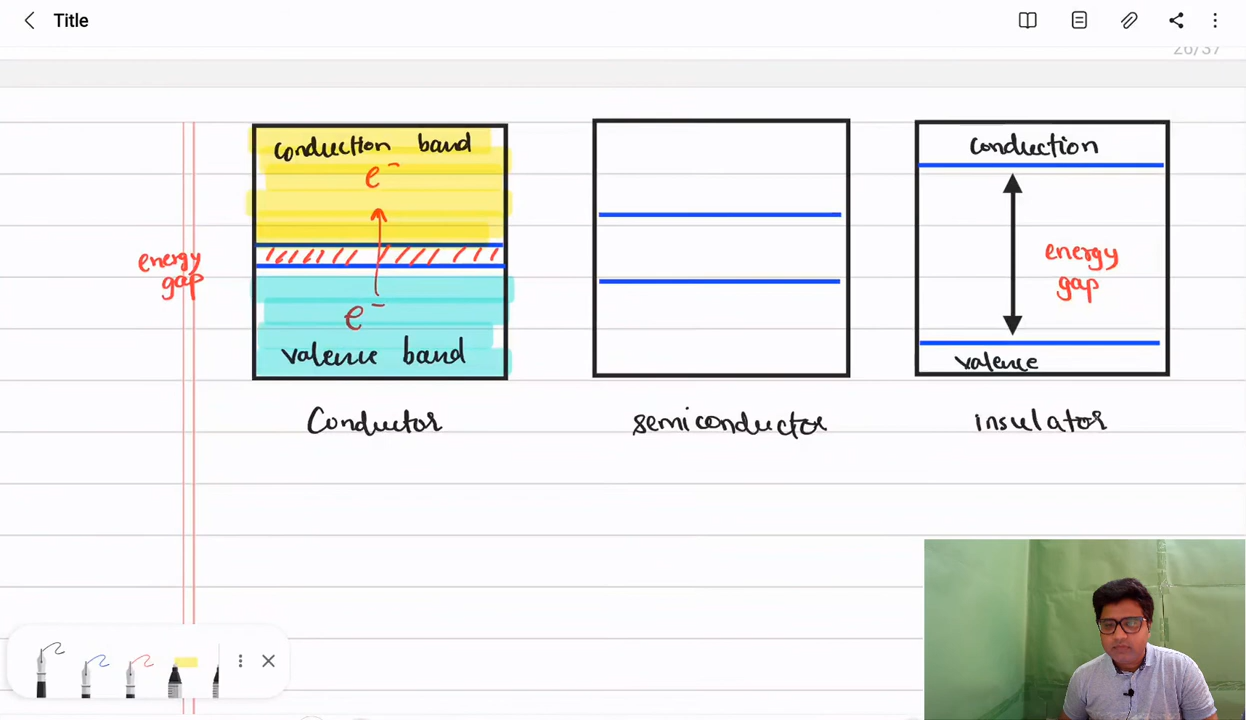 Title
26/37
conduction band
e⁻
energy
gap
e⁻
valence band
Conductor
semiconductor
conduction
energy
gap
valence
insulator